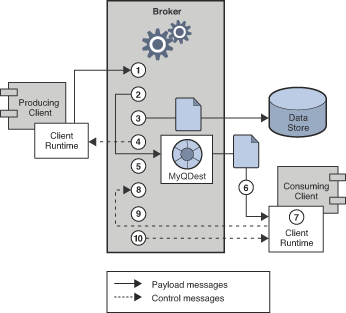 Broker
1
2
3
4
5
8
9
10
Producing
Client
Client
Runtime
MyQDest
Data
Store
6
Consuming
Client
7
Client
Runtime
Payload messages
Control messages